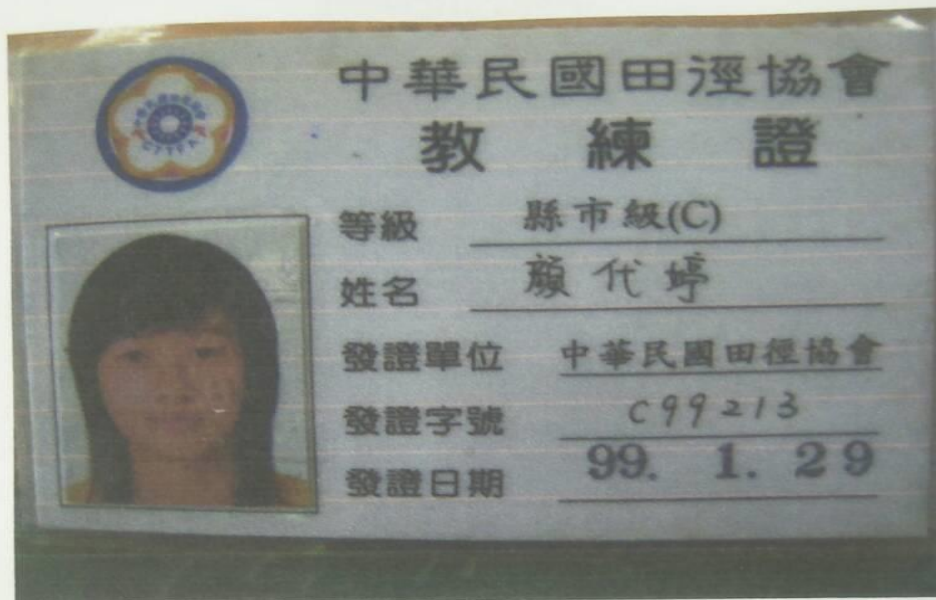 中華民國田徑協會
教練證
等級 縣市級(C)
姓名 顏代婷
發證單位 中華民國田徑協會
發證字號 C99213
發證日期 99. 1. 29